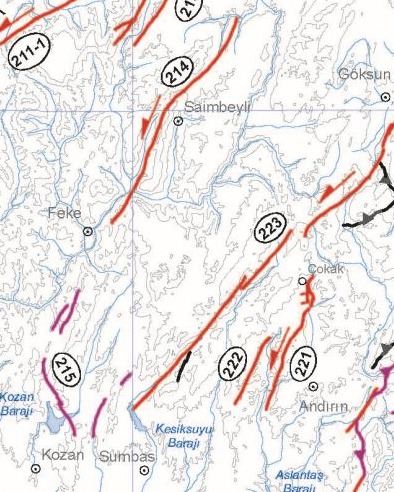 211-1
214
Göksun
Saimbeyli
Feke
223
Çokak
215
222
221
Kozan
Barajı
Andırın
Kesiksuyu
Barajı
Kozan
Sumbas
Aslantaş
Barajı